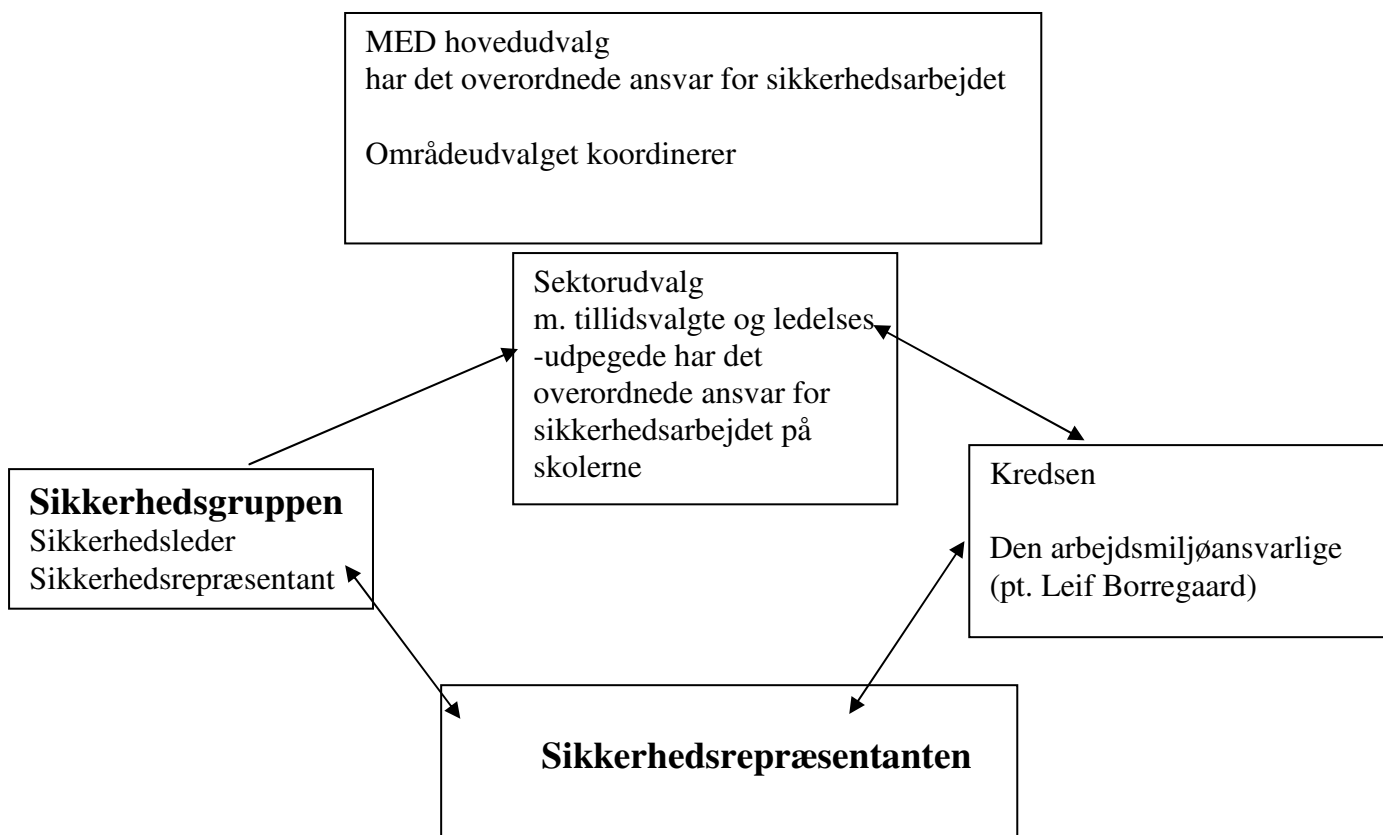 MED hovedudvalg
har det overordnede ansvar for sikkerhedsarbejdet
Områdeudvalget koordinerer
Sektorudvalg
m. tillidsvalgte og ledelses
-udpegede har det
overordnede ansvar for
sikkerhedsarbejdet på
skolerne
Sikkerhedsgruppen
Sikkerhedsleder
Sikkerhedsrepræsentant
Kredsen
Den arbejdsmiljøansvarlige
(pt. Leif Borregaard)
Sikkerhedsrepræsentanten